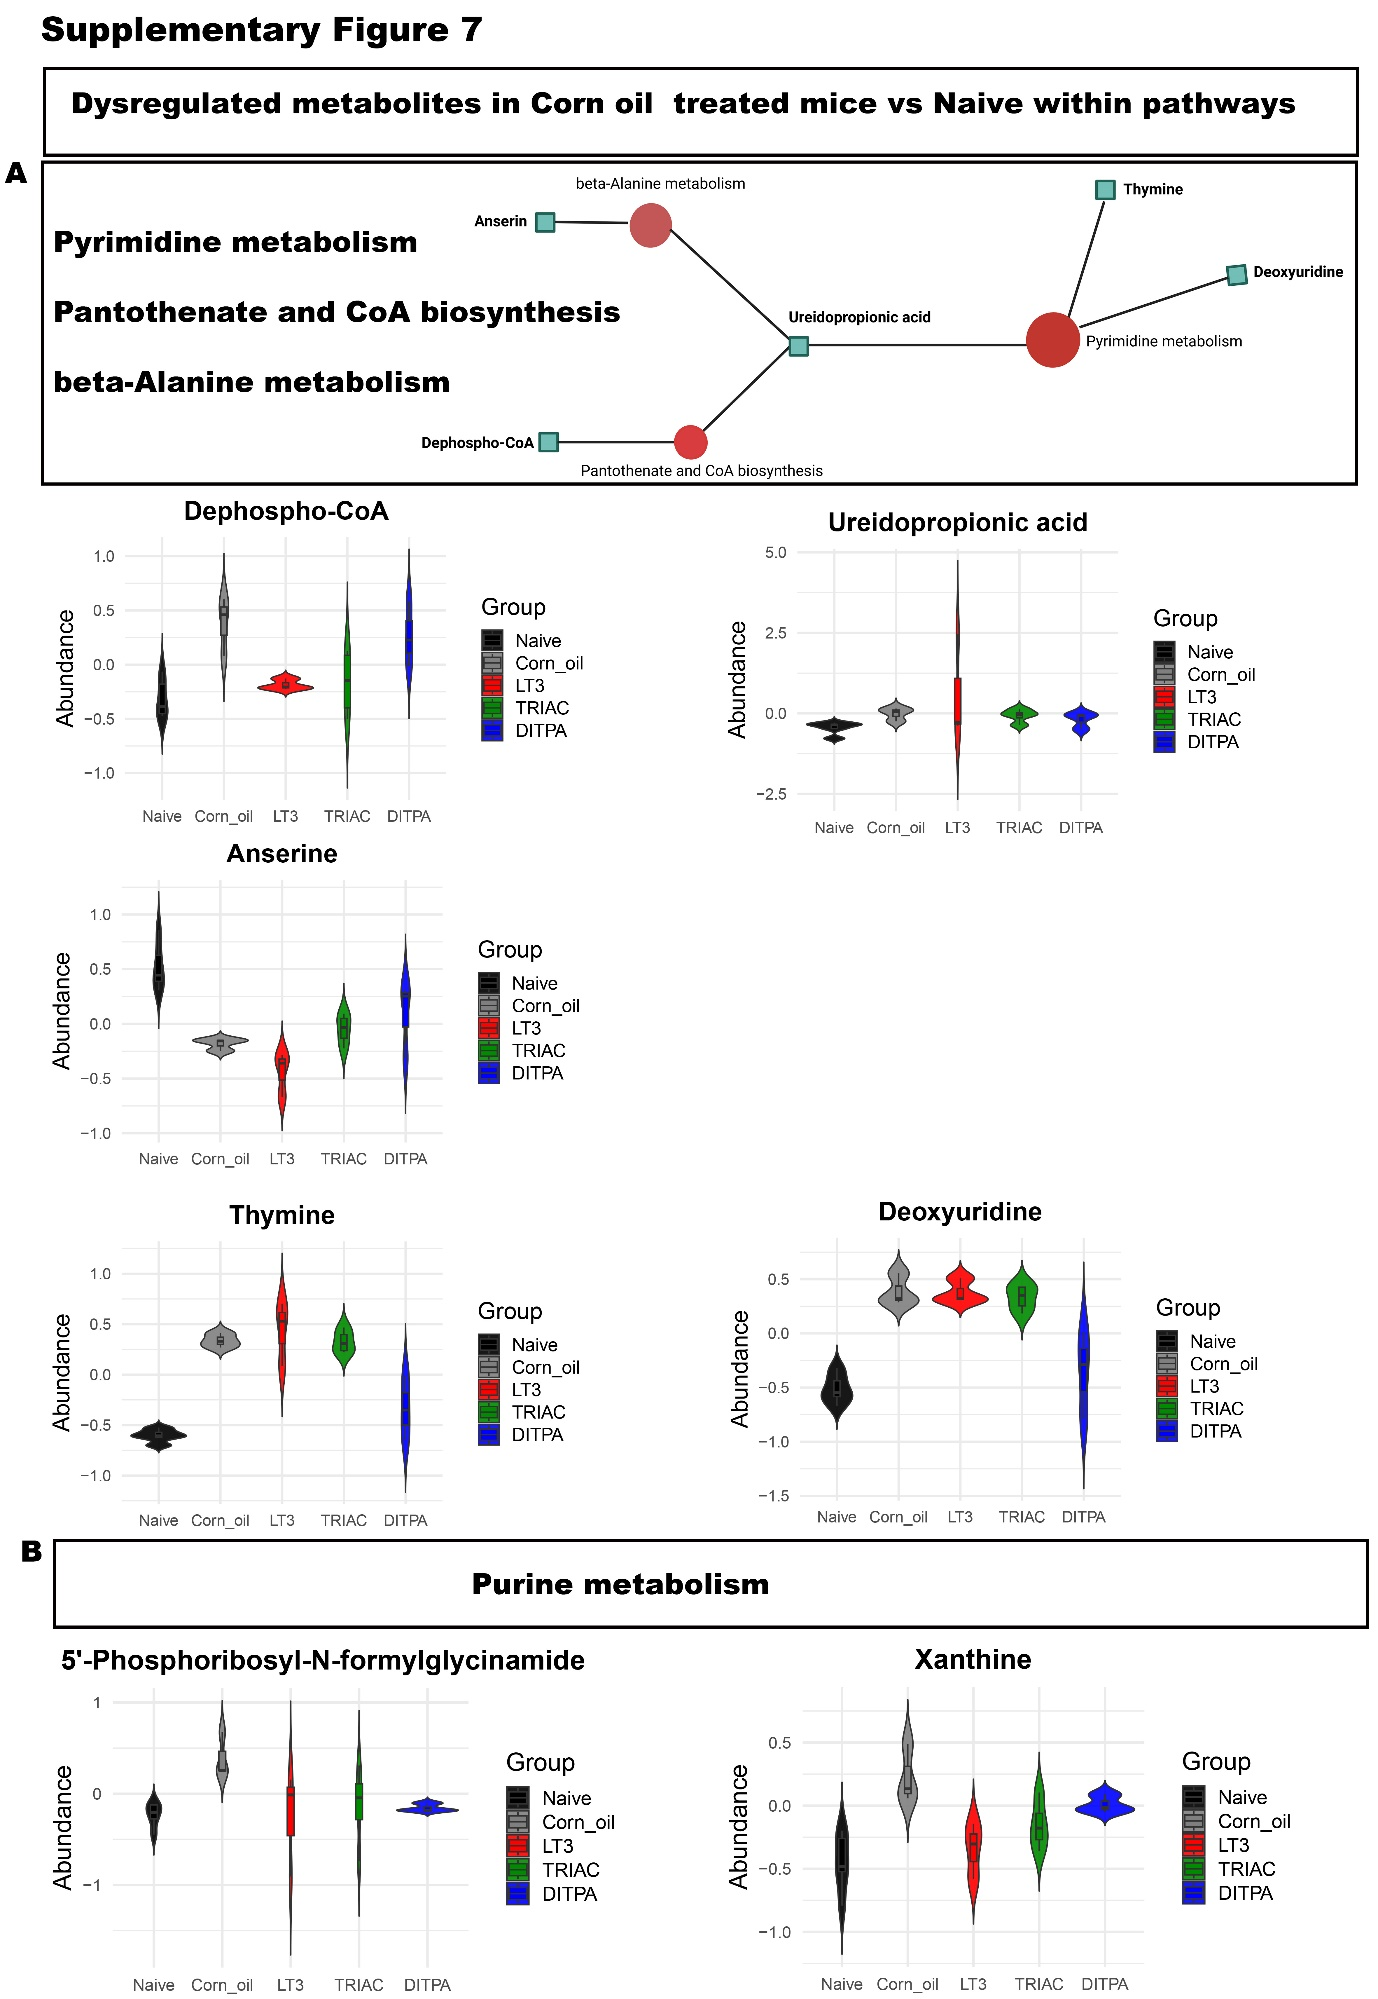 Supplementary Figure 7
Dysregulated metabolites in Corn oil  treated mice vs Naive within pathways
A
Pyrimidine metabolism
Pantothenate and CoA biosynthesis
beta-Alanine metabolism
beta-Alanine metabolism
Anserin
Thymine
Deoxyuridine
Ureidopropionic acid
Pyrimidine metabolism
Dephospho-CoA
Pantothenate and CoA biosynthesis
Dephospho-CoA
Abundance
1.0
0.5
0.0
−0.5
−1.0
Naive Corn_oil LT3 TRIAC DITPA
Group
Naive
Corn_oil
LT3
TRIAC
DITPA
Ureidopropionic acid
Abundance
5.0
2.5
0.0
−2.5
Naive Corn_oil LT3 TRIAC DITPA
Group
Naive
Corn_oil
LT3
TRIAC
DITPA
Anserine
Abundance
1.0
0.5
0.0
−0.5
−1.0
Naive Corn_oil LT3 TRIAC DITPA
Group
Naive
Corn_oil
LT3
TRIAC
DITPA
Thymine
Abundance
1.0
0.5
0.0
−0.5
−1.0
Naive Corn_oil LT3 TRIAC DITPA
Group
Naive
Corn_oil
LT3
TRIAC
DITPA
Deoxyuridine
Abundance
0.5
0.0
−0.5
−1.0
−1.5
Naive Corn_oil LT3 TRIAC DITPA
Group
Naive
Corn_oil
LT3
TRIAC
DITPA
B
Purine metabolism
5'-Phosphoribosyl-N-formylglycinamide
Abundance
1
0
−1
Naive Corn_oil LT3 TRIAC DITPA
Group
Naive
Corn_oil
LT3
TRIAC
DITPA
Xanthine
Abundance
0.5
0.0
−0.5
−1.0
Naive Corn_oil LT3 TRIAC DITPA
Group
Naive
Corn_oil
LT3
TRIAC
DITPA